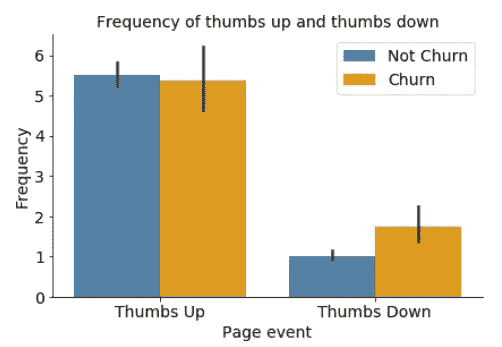 Frequency of thumbs up and thumbs down
Not Churn
Churn
6
5
4
3
2
1
0
Frequency
Thumbs Up
Thumbs Down
Page event